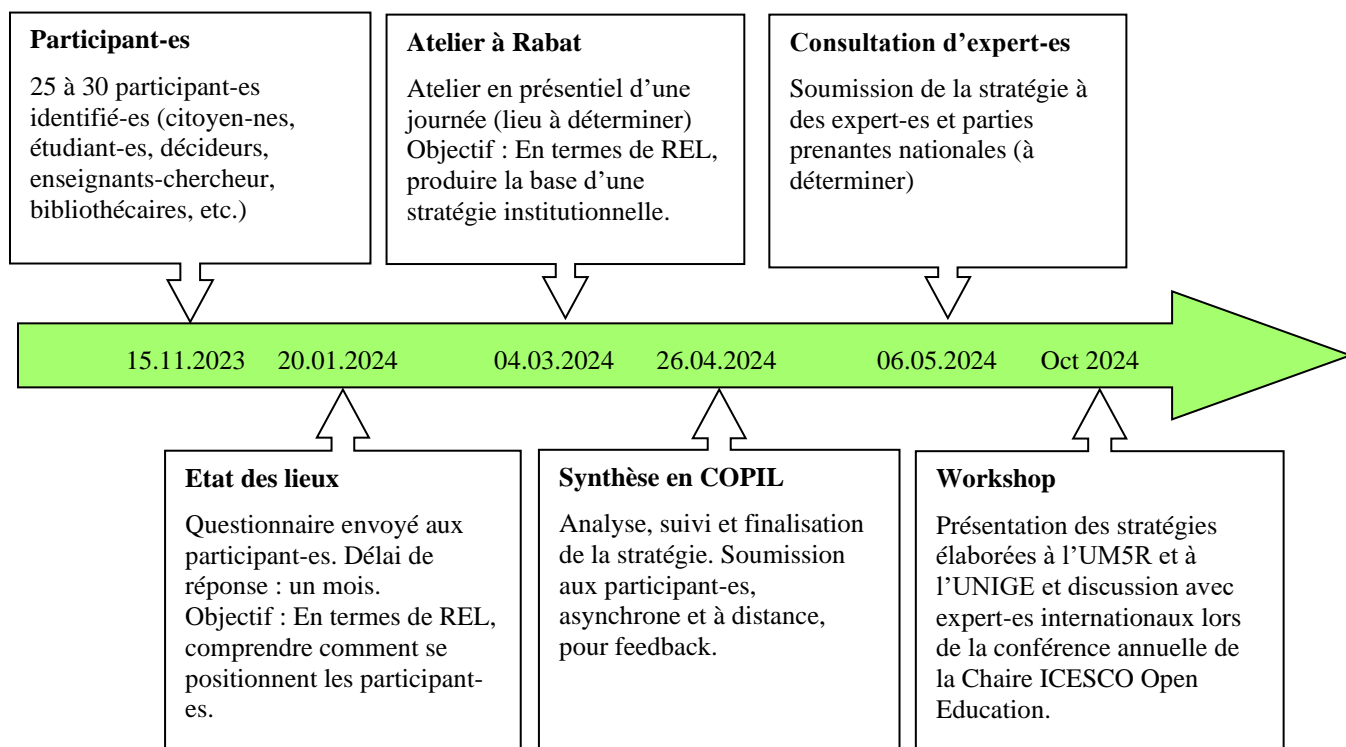 Participant-es
25 à 30 participant-es
identifié-es (citoyen-nes,
étudiant-es, décideurs,
enseignants-chercheur,
bibliothécaires, etc.)
Atelier à Rabat
Atelier en présentiel d’une
journée (lieu à déterminer)
Objectif : En termes de REL,
produire la base d’une
stratégie institutionnelle.
Consultation d’expert-es
Soumission de la stratégie à
des expert-es et parties
prenantes nationales (à
déterminer)
15.11.2023 20.01.2024 04.03.2024 26.04.2024 06.05.2024 Oct 2024
Etat des lieux
Questionnaire envoyé aux
participant-es. Délai de
réponse : un mois.
Objectif : En termes de REL,
comprendre comment se
positionnent les participant-
es.
Synthèse en COPIL
Analyse, suivi et finalisation
de la stratégie. Soumission
aux participant-es,
asynchrone et à distance,
pour feedback.
Workshop
Présentation des stratégies
élaborées à l’UM5R et à
l’UNIGE et discussion avec
expert-es internationaux lors
de la conférence annuelle de
la Chaire ICESCO Open
Education.